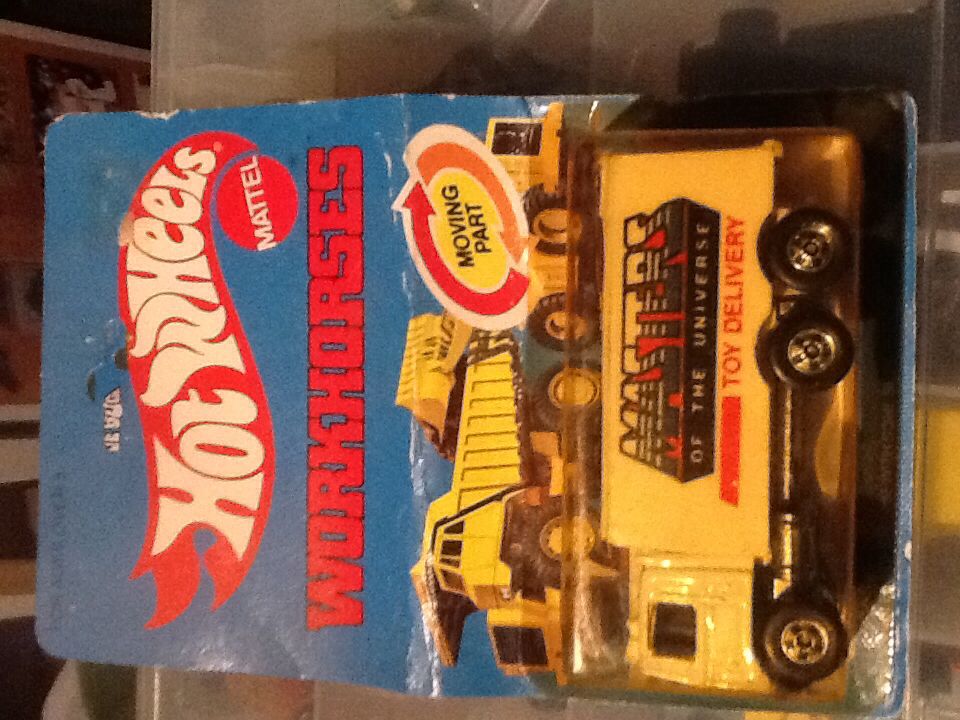 Hot Wheels®
MATTEL
WORKHORSES
MOVING
PART
MASTERS
OF THE UNIVERSE
TOY DELIVERY